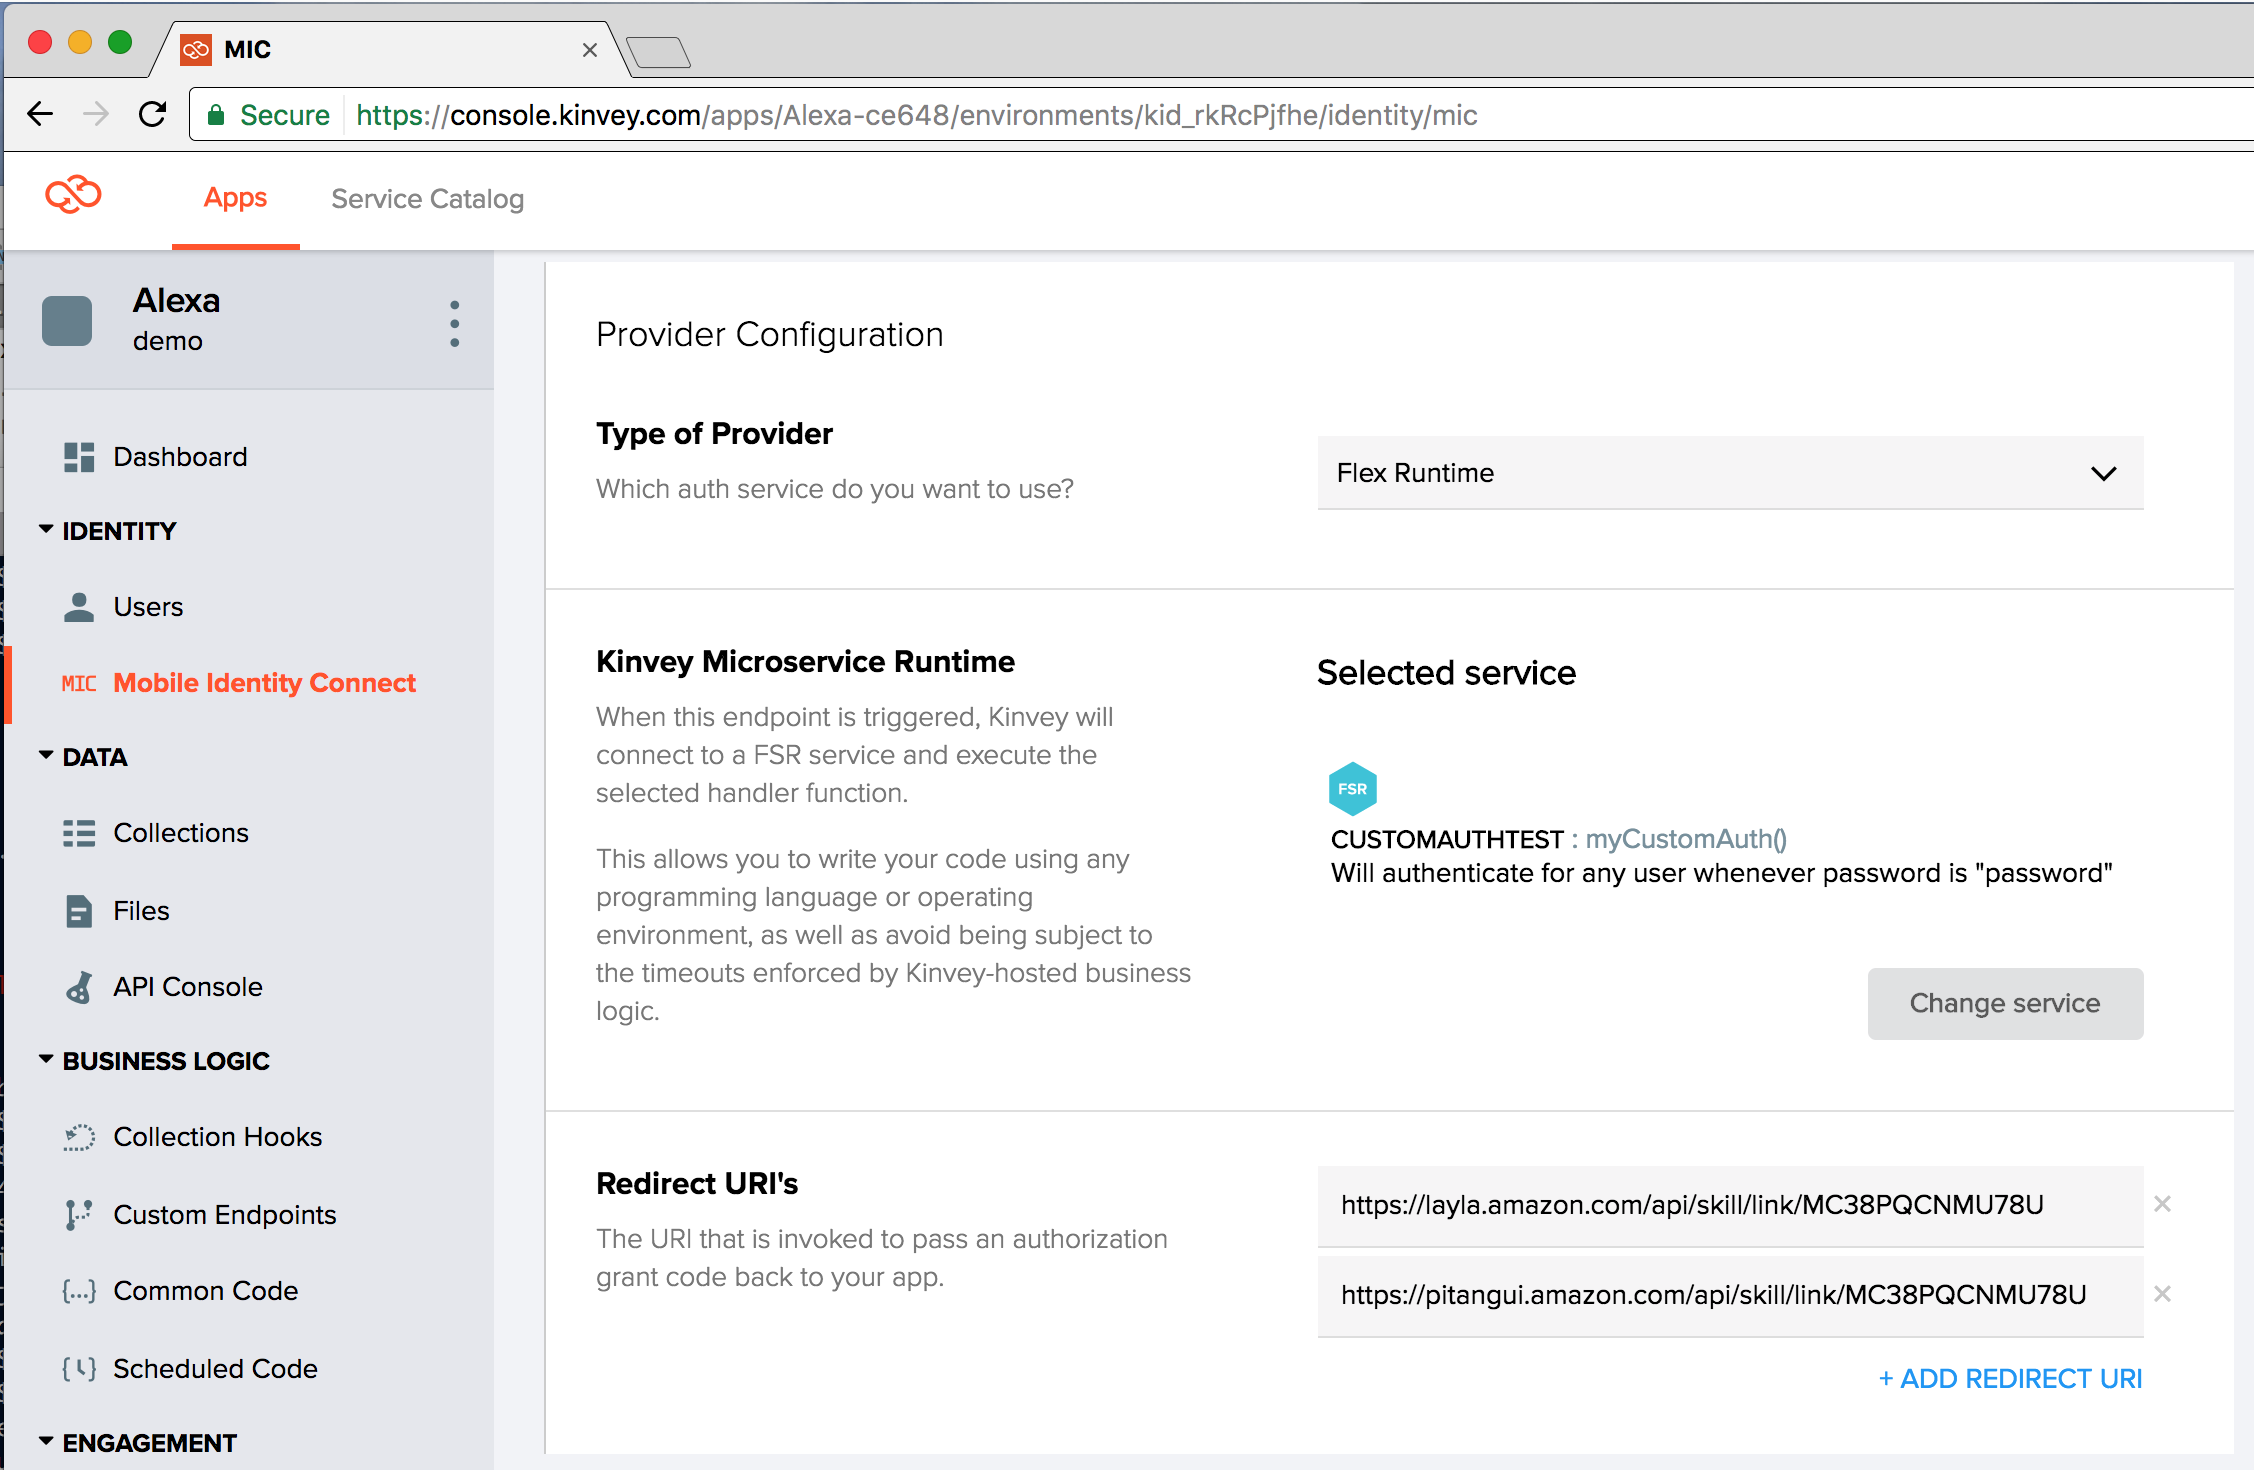 MIC
Secure https://console.kinvey.com/apps/Alexa-ce648/environments/kid_rkRcPjfhe/identity/mic
Apps Service Catalog
Alexa
demo
Dashboard
IDENTITY
Users
MIC Mobile Identity Connect
DATA
Collections
Files
API Console
BUSINESS LOGIC
Collection Hooks
Custom Endpoints
{...} Common Code
Scheduled Code
ENGAGEMENT
Provider Configuration
Type of Provider
Which auth service do you want to use?
Flex Runtime
Kinvey Microservice Runtime
When this endpoint is triggered, Kinvey will
connect to a FSR service and execute the
selected handler function.
This allows you to write your code using any
programming language or operating
environment, as well as avoid being subject to
the timeouts enforced by Kinvey-hosted business
logic.
Selected service
FSR
CUSTOMAUTHTEST : myCustomAuth()
Will authenticate for any user whenever password is "password"
Change service
Redirect URI's
The URI that is invoked to pass an authorization
grant code back to your app.
https://layla.amazon.com/api/skill/link/MC38PQCNMU78U
https://pitangui.amazon.com/api/skill/link/MC38PQCNMU78U
+ ADD REDIRECT URI